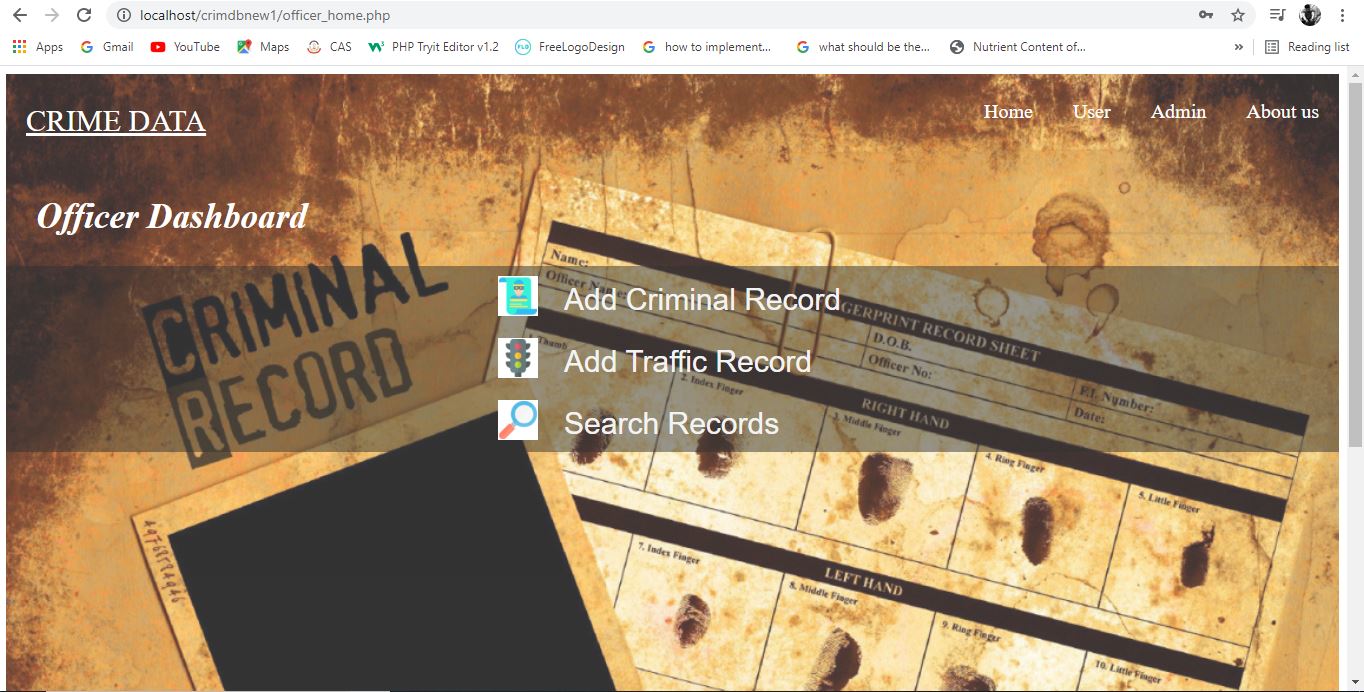 localhost/crimdbnew1/officer_home.php
Apps Gmail YouTube Maps CAS PHP Tryit Editor v1.2 FreeLogoDesign how to implement... what should be the... Nutrient Content of... » Reading list
CRIME DATA
Home User Admin About us
Officer Dashboard
Add Criminal Record
Add Traffic Record
Search Records
CRIMINAL
RECORD
Name:
Officer Name:
GERPRINT RECORD SHEET
D.O.B.
Officer No:
F.I. Number:
Date:
RIGHT HAND
Thumb
2. Index Finger
3. Middle Finger
4. Ring Finger
5. Little Finger
LEFT HAND
7. Index Finger
8. Middle Finger
9. Ring Finger
10. Little Finger